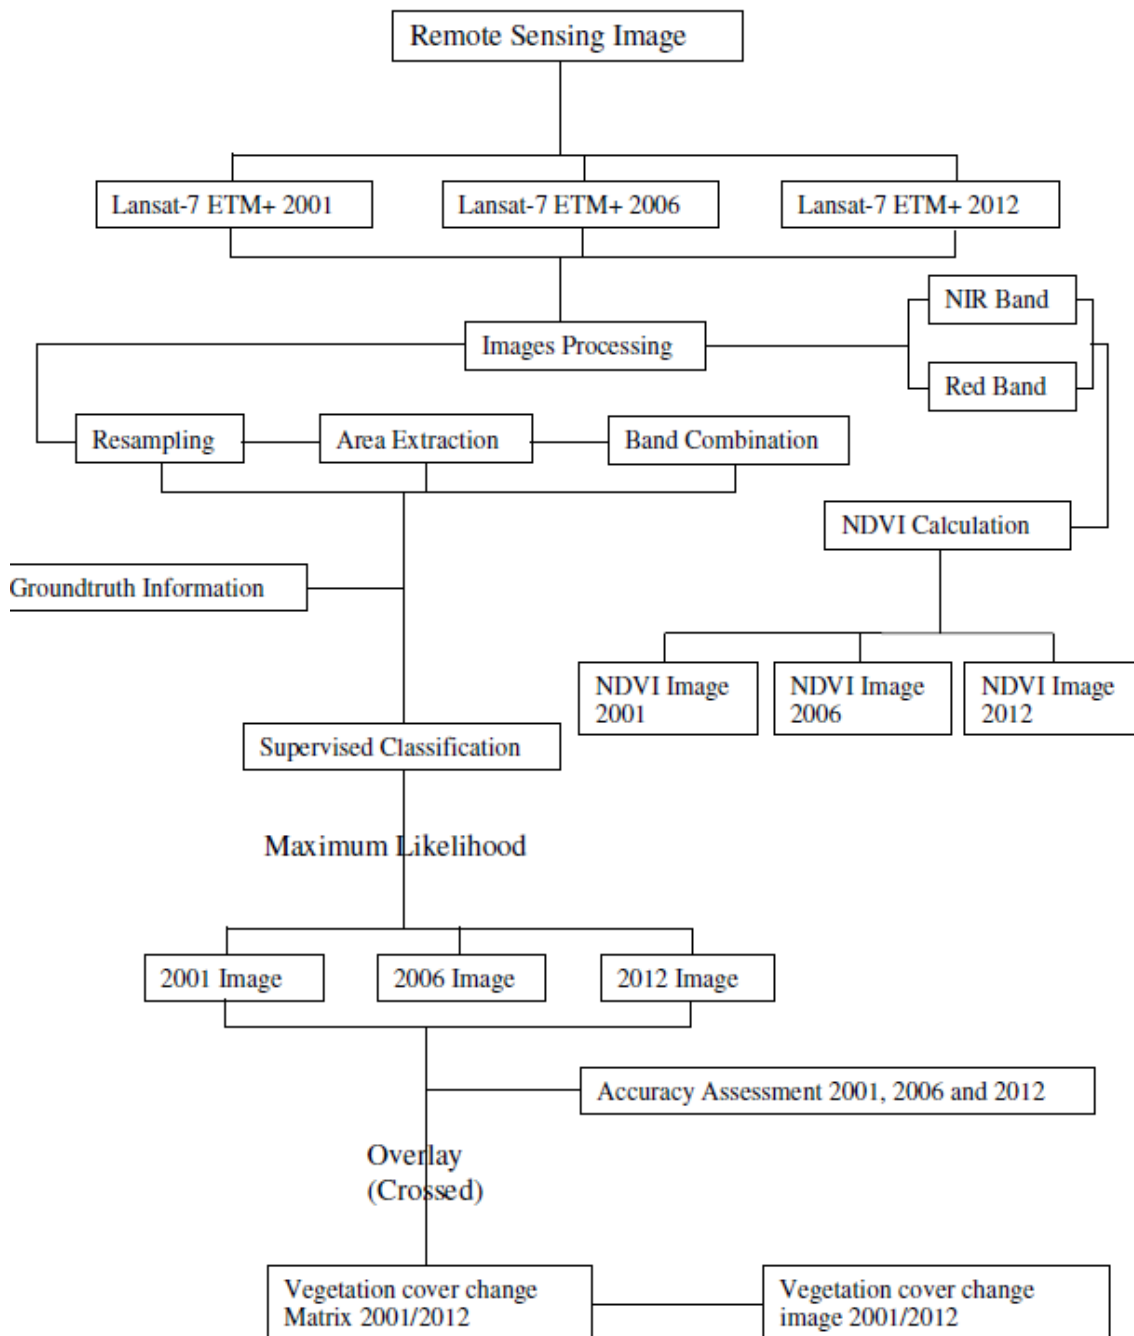 Remote Sensing Image
Lansat-7 ETM+ 2001
Lansat-7 ETM+ 2006
Lansat-7 ETM+ 2012
NIR Band
Images Processing
Red Band
Resampling
Area Extraction
Band Combination
NDVI Calculation
Groundtruth Information
NDVI Image
2001
NDVI Image
2006
NDVI Image
2012
Supervised Classification
Maximum Likelihood
2001 Image
2006 Image
2012 Image
Accuracy Assessment 2001, 2006 and 2012
Overlay
(Crossed)
Vegetation cover change
Matrix 2001/2012
Vegetation cover change
image 2001/2012